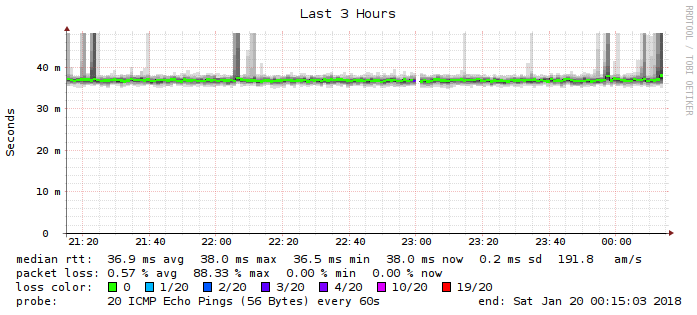 Last 3 Hours
RRDTOOL / TOBI OETIKER
Seconds
40 m
30 m
20 m
10 m
0
21:20 21:40 22:00 22:20 22:40 23:00 23:20 23:40 00:00
median rtt: 36.9 ms avg 38.0 ms max 36.5 ms min 38.0 ms now 0.2 ms sd 191.8 am/s
packet loss: 0.57 % avg 88.33 % max 0.00 % min 0.00 % now
loss color: 0 1/20 2/20 3/20 4/20 10/20 19/20
probe: 20 ICMP Echo Pings (56 Bytes) every 60s end: Sat Jan 20 00:15:03 2018